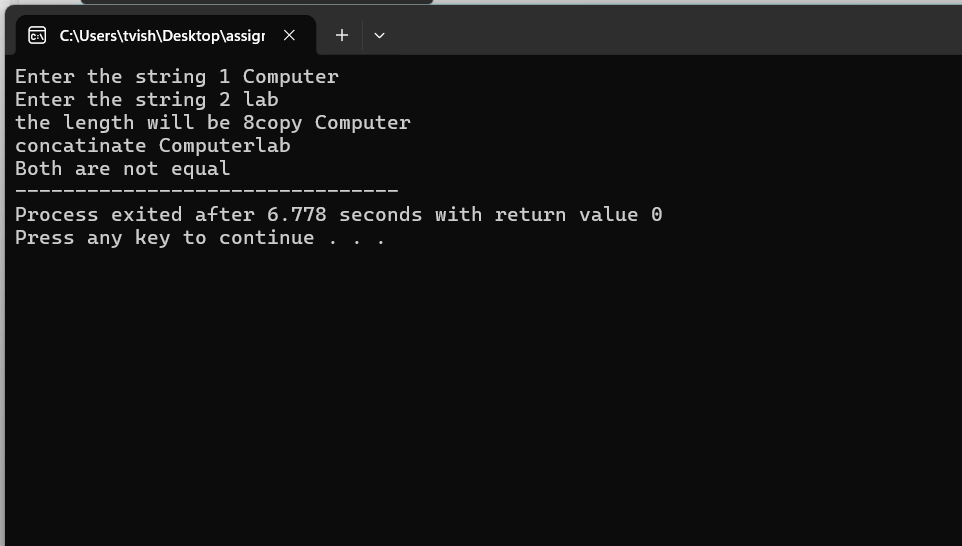 C:\Users\tvish\Desktop\assigr
Enter the string 1 Computer
Enter the string 2 lab
the length will be 8copy Computer
concatinate Computerlab
Both are not equal
--------------------------------
Process exited after 6.778 seconds with return value 0
Press any key to continue . . .